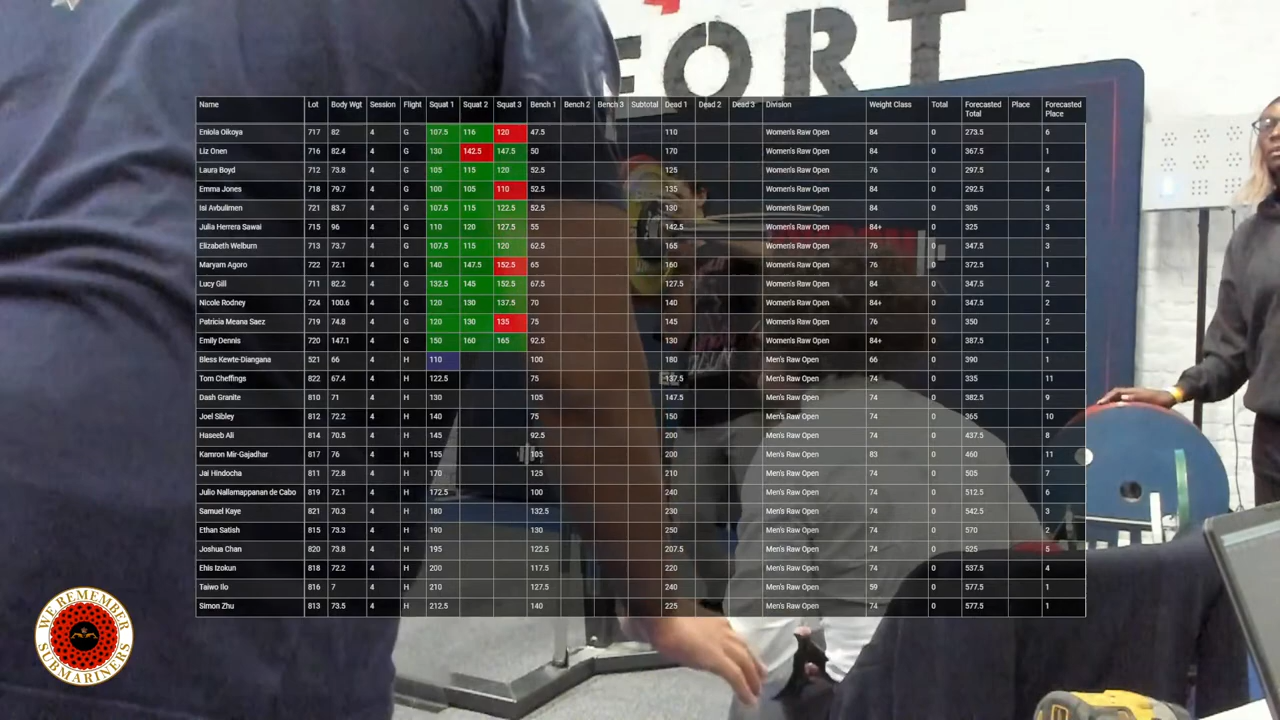 FORT
Name Lot Body Wgt Session Flight Squat 1 Squat 2 Squat 3 Bench 1 Bench 2 Bench 3 Subtotal Dead 1 Dead 2 Dead 3 Division Weight Class Total Forecasted Total Place Forecasted Place
Eniola Oikoya 717 82 4 G 107.5 116 120 47.5 110 Women's Raw Open 84 0 273.5 6
Liz Onen 716 82.4 4 G 130 142.5 147.5 50 170 Women's Raw Open 84 0 367.5 1
Laura Boyd 712 73.8 4 G 105 115 120 52.5 125 Women's Raw Open 76 0 297.5 4
Emma Jones 718 79.7 4 G 100 105 110 52.5 135 Women's Raw Open 84 0 292.5 4
Isi Avbulimen 721 83.7 4 G 107.5 115 122.5 52.5 130 Women's Raw Open 84 0 305 3
Julia Herrera Sawai 715 96 4 G 110 120 127.5 55 142.5 Women's Raw Open 84+ 0 325 3
Elizabeth Welburn 713 73.7 4 G 107.5 115 120 62.5 165 Women's Raw Open 76 0 347.5 3
Maryam Agoro 722 72.1 4 G 140 147.5 152.5 65 160 Women's Raw Open 76 0 372.5 1
Lucy Gill 711 82.2 4 G 132.5 145 152.5 67.5 127.5 Women's Raw Open 84 0 347.5 2
Nicole Rodney 724 100.6 4 G 120 130 137.5 70 140 Women's Raw Open 84+ 0 347.5 2
Patricia Meana Saez 719 74.8 4 G 120 130 135 75 145 Women's Raw Open 76 0 350 2
Emily Dennis 720 147.1 4 G 150 160 165 92.5 130 Women's Raw Open 84+ 0 387.5 1
Bless Kewte-Diangana 521 66 4 H 110 100 180 Men's Raw Open 66 0 390 1
Tom Cheffings 822 67.4 4 H 122.5 75 137.5 Men's Raw Open 74 0 335 11
Dash Granite 810 71 4 H 130 105 147.5 Men's Raw Open 74 0 382.5 9
Joel Sibley 812 72.2 4 H 140 75 150 Men's Raw Open 74 0 365 10
Haseeb Ali 814 70.5 4 H 145 92.5 200 Men's Raw Open 74 0 437.5 8
Kamron Mir-Gajadhar 817 76 4 H 155 105 200 Men's Raw Open 83 0 460 11
Jai Hindocha 811 72.8 4 H 170 125 210 Men's Raw Open 74 0 505 7
Julio Nallamappanan de Cabo 819 72.1 4 H 172.5 100 240 Men's Raw Open 74 0 512.5 6
Samuel Kaye 821 70.3 4 H 180 132.5 230 Men's Raw Open 74 0 542.5 3
Ethan Satish 815 73.3 4 H 190 130 250 Men's Raw Open 74 0 570 2
Joshua Chan 820 73.8 4 H 195 122.5 207.5 Men's Raw Open 74 0 525 5
Ehis Izokun 818 72.2 4 H 200 117.5 220 Men's Raw Open 74 0 537.5 4
Taiwo Ilo 816 7 4 H 210 127.5 240 Men's Raw Open 59 0 577.5 1
Simon Zhu 813 73.5 4 H 212.5 140 225 Men's Raw Open 74 0 577.5 1
WE REMEMBER
SUBMARINERS